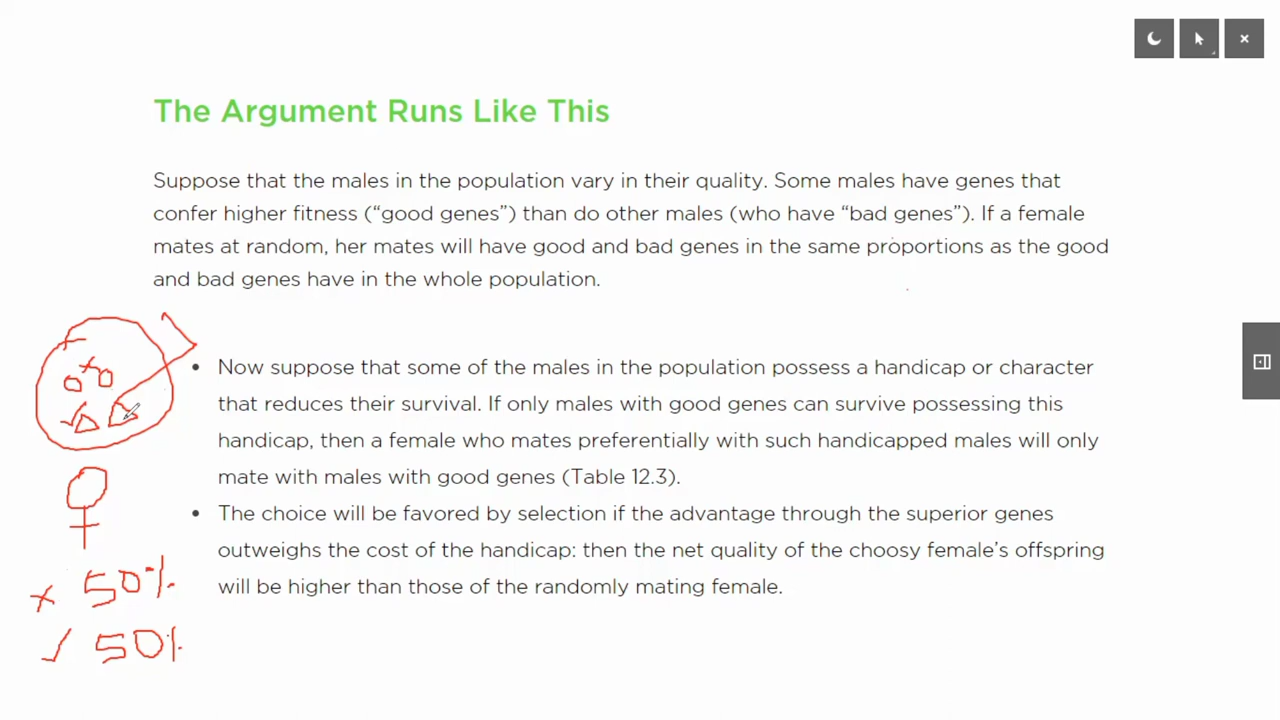 The Argument Runs Like This
Suppose that the males in the population vary in their quality. Some males have genes that
confer higher fitness (“good genes”) than do other males (who have “bad genes”). If a female
mates at random, her mates will have good and bad genes in the same proportions as the good
and bad genes have in the whole population.
• Now suppose that some of the males in the population possess a handicap or character
that reduces their survival. If only males with good genes can survive possessing this
handicap, then a female who mates preferentially with such handicapped males will only
mate with males with good genes (Table 12.3).
• The choice will be favored by selection if the advantage through the superior genes
outweighs the cost of the handicap: then the net quality of the choosy female’s offspring
will be higher than those of the randomly mating female.
× 50%
✓ 50%